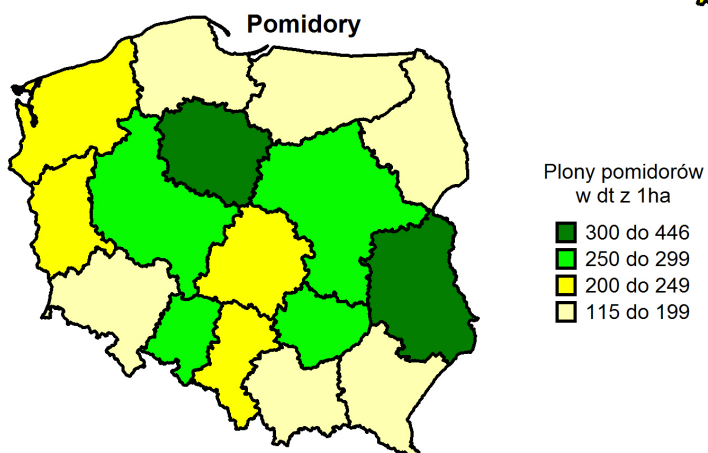 Pomidory
Plony pomidorów
w dt z 1ha
300 do 446
250 do 299
200 do 249
115 do 199